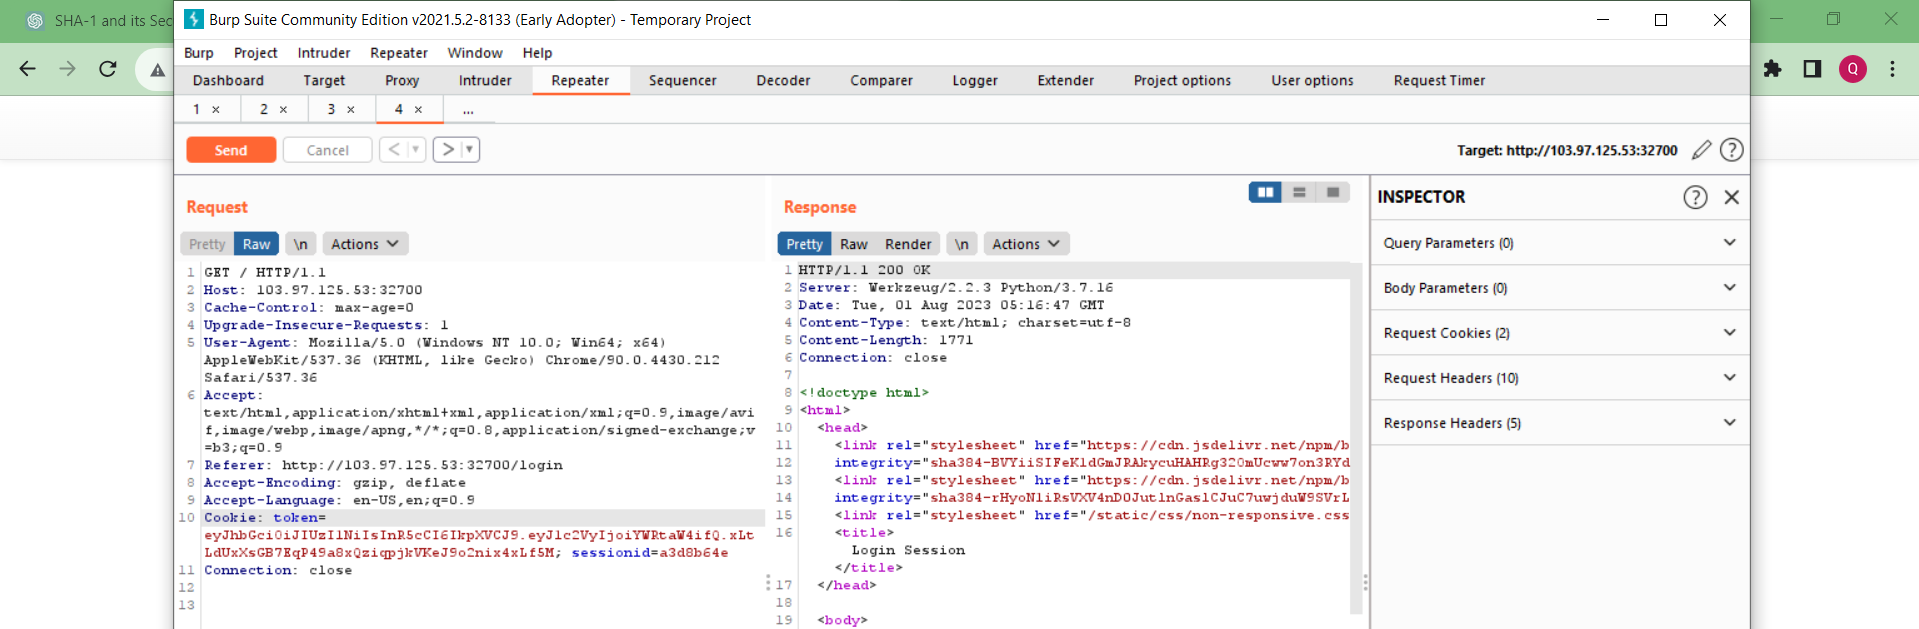 SHA-1 and its Sec
Burp Suite Community Edition v2021.5.2-8133 (Early Adopter) - Temporary Project
Burp Project Intruder Repeater Window Help
Dashboard Target Proxy Intruder Repeater Sequencer Decoder Comparer Logger Extender Project options User options Request Timer
Q
1 × 2 × 3 × 4 × ...
Send Cancel < > Target: http://103.97.125.53:32700 ?
Request
Pretty Raw \n Actions
1 GET / HTTP/1.1
2 Host: 103.97.125.53:32700
3 Cache-Control: max-age=0
4 Upgrade-Insecure-Requests: 1
5 User-Agent: Mozilla/5.0 (Windows NT 10.0; Win64; x64)
AppleWebKit/537.36 (KHTML, like Gecko) Chrome/90.0.4430.212
Safari/537.36
6 Accept:
text/html,application/xhtml+xml,application/xml;q=0.9,image/avi
f,image/webp,image/apng,*/*;q=0.8,application/signed-exchange;v
=b3;q=0.9
7 Referer: http://103.97.125.53:32700/login
8 Accept-Encoding: gzip, deflate
9 Accept-Language: en-US,en;q=0.9
10 Cookie: token=
eyJhbGciOiJIUzI1NiIsInR5cCI6IkpXVCJ9.eyJ1c2VyIjoiYWRtaW4ifQ.xLt
LdUxXsGB7EqP49a8xQziqpjkVKeJ9o2nix4xLf5M; sessionid=a3d8b64e
11 Connection: close
12
13
Response
Pretty Raw Render \n Actions
1 HTTP/1.1 200 OK
2 Server: Werkzeug/2.2.3 Python/3.7.16
3 Date: Tue, 01 Aug 2023 05:16:47 GMT
4 Content-Type: text/html; charset=utf-8
5 Content-Length: 1771
6 Connection: close
7
8 <!doctype html>
9 <html>
10 <head>
11 <link rel="stylesheet" href="https://cdn.jsdelivr.net/npm/b
12 integrity="sha384-BVYiiSIFeK1dGmJRAkycuHAHRg32OmUcww7on3RYd
13 <link rel="stylesheet" href="https://cdn.jsdelivr.net/npm/b
14 integrity="sha384-rHyoN1iRsVXV4nD0JutlnGaslCJuC7uwjduW9SVrL
15 <link rel="stylesheet" href="/static/css/non-responsive.css
16 <title>
Login Session
</title>
17 </head>
18
19 <body>
INSPECTOR ?
Query Parameters (0)
Body Parameters (0)
Request Cookies (2)
Request Headers (10)
Response Headers (5)